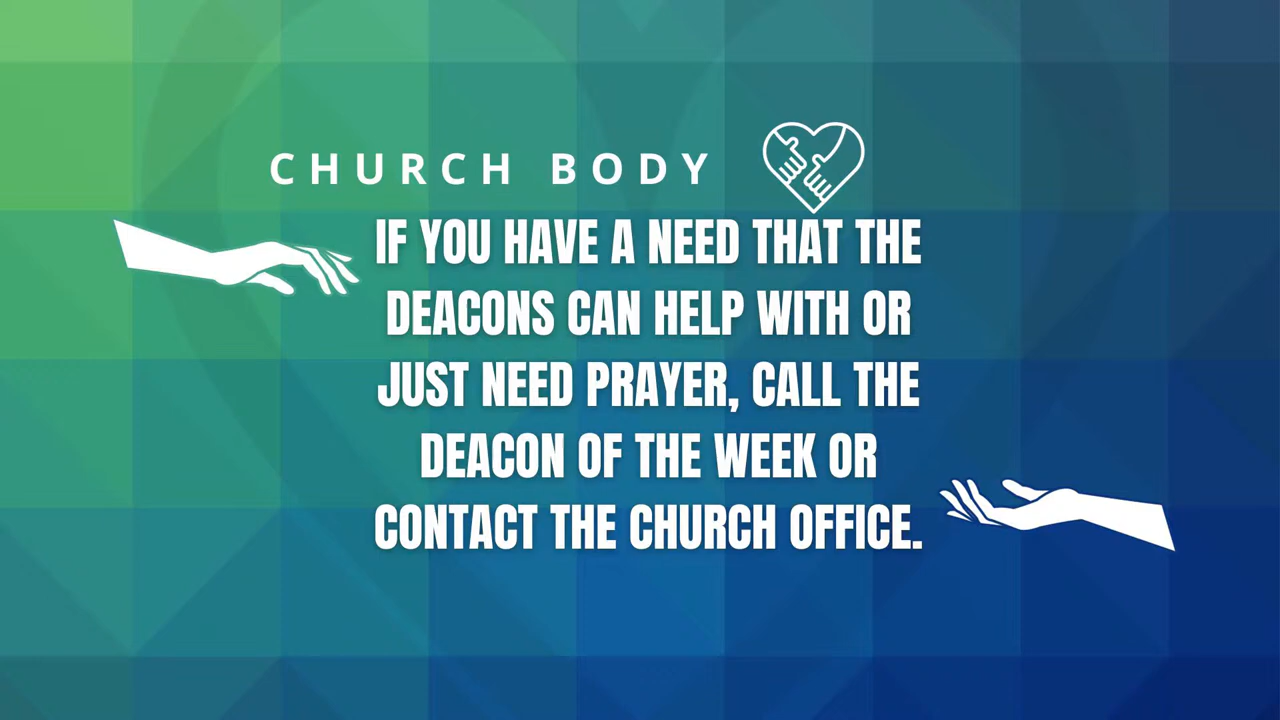 CHURCH BODY
IF YOU HAVE A NEED THAT THE
DEACONS CAN HELP WITH OR
JUST NEED PRAYER, CALL THE
DEACON OF THE WEEK OR
CONTACT THE CHURCH OFFICE.